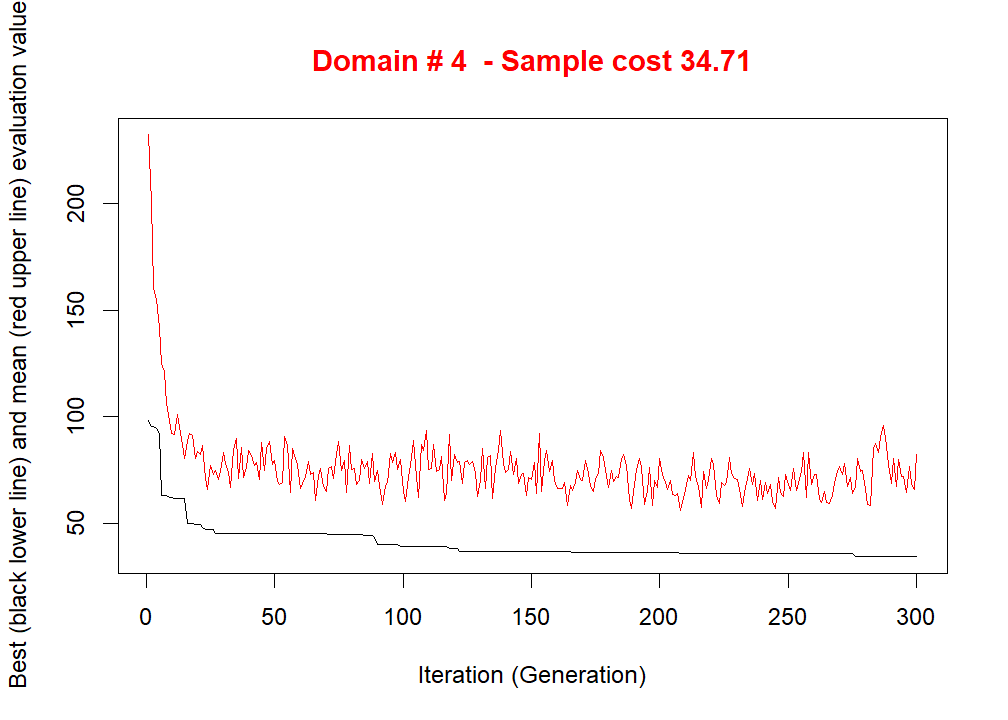 Domain # 4  - Sample cost 34.71
Best (black lower line) and mean (red upper line) evaluation value
200
150
100
50
0 50 100 150 200 250 300
Iteration (Generation)